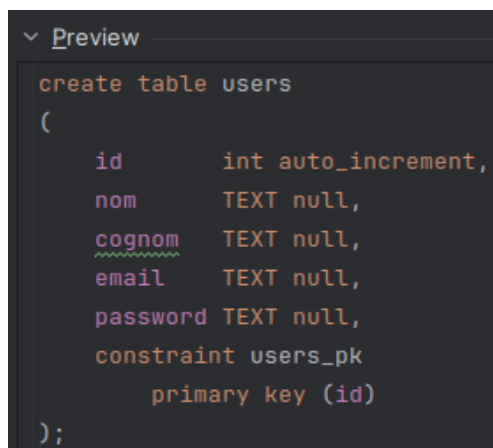 Preview
create table users
(
    id       int auto_increment,
    nom      TEXT null,
    cognom   TEXT null,
    email    TEXT null,
    password TEXT null,
    constraint users_pk
        primary key (id)
);